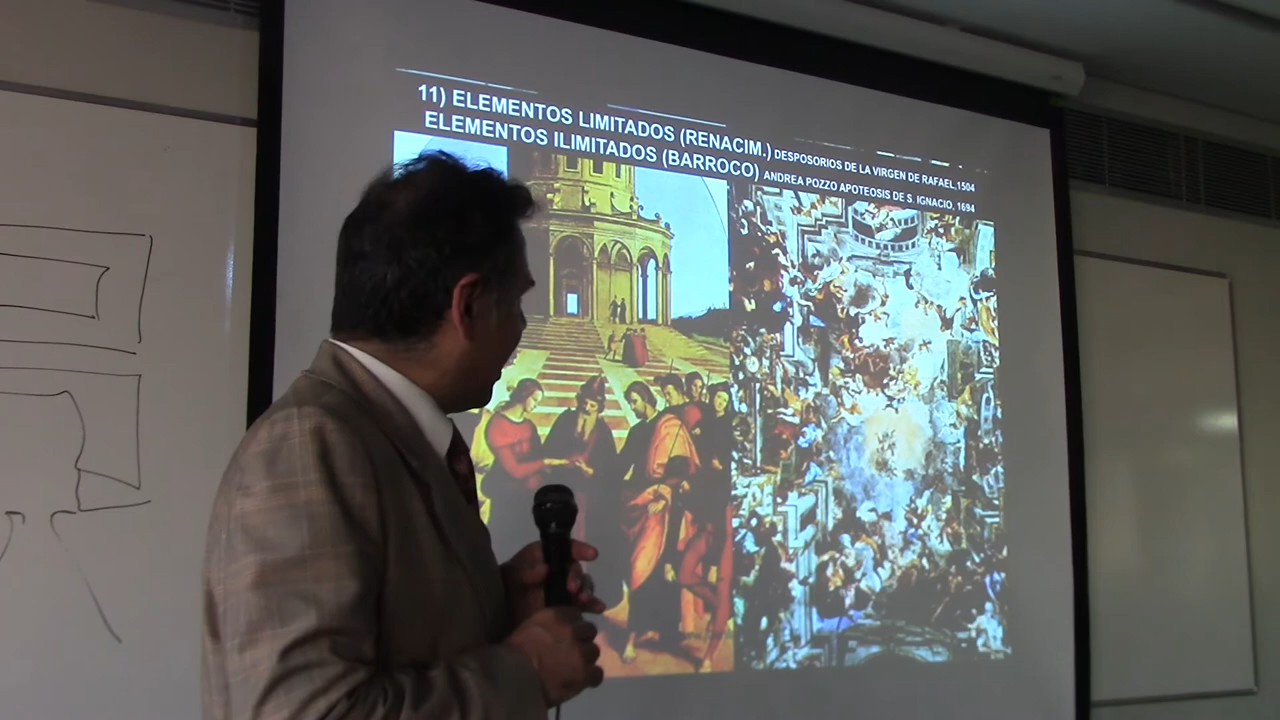 11) ELEMENTOS LIMITADOS (RENACIM.) DESPOSORIOS DE LA VIRGEN DE RAFAEL,1504
ELEMENTOS ILIMITADOS (BARROCO) ANDREA POZZO APOTEOSIS DE S. IGNACIO, 1694